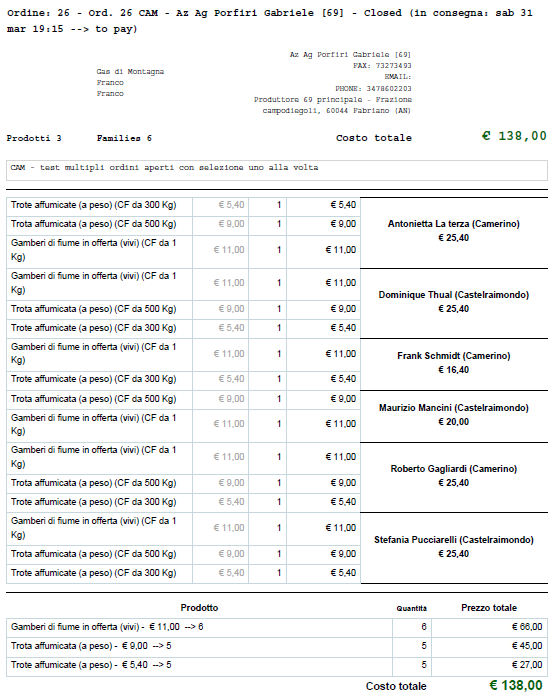 Ordine: 26 - Ord. 26 CAM - Az Ag Porfiri Gabriele [69] - Closed (in consegna: sab 31
mar 19:15 --> to pay)
Gas di Montagna
Franco
Franco
Az Ag Porfiri Gabriele [69]
FAX: 73273493
EMAIL:
PHONE: 3478602203
Produttore 69 principale - Frazione
campodiegoli, 60044 Fabriano (AN)
Prodotti 3 Families 6 Costo totale € 138,00
CAM - test multipli ordini aperti con selezione uno alla volta
Trote affumicate (a peso) (CF da 300 Kg) € 5,40 1 € 5,40
Trota affumicata (a peso) (CF da 500 Kg) € 9,00 1 € 9,00
Gamberi di fiume in offerta (vivi) (CF da 1
Kg) € 11,00 1 € 11,00
Antonietta La terza (Camerino)
€ 25,40
Gamberi di fiume in offerta (vivi) (CF da 1
Kg) € 11,00 1 € 11,00
Trota affumicata (a peso) (CF da 500 Kg) € 9,00 1 € 9,00
Trote affumicate (a peso) (CF da 300 Kg) € 5,40 1 € 5,40
Dominique Thual (Castelraimondo)
€ 25,40
Gamberi di fiume in offerta (vivi) (CF da 1
Kg) € 11,00 1 € 11,00
Trote affumicate (a peso) (CF da 300 Kg) € 5,40 1 € 5,40
Frank Schmidt (Camerino)
€ 16,40
Trota affumicata (a peso) (CF da 500 Kg) € 9,00 1 € 9,00
Gamberi di fiume in offerta (vivi) (CF da 1
Kg) € 11,00 1 € 11,00
Maurizio Mancini (Castelraimondo)
€ 20,00
Gamberi di fiume in offerta (vivi) (CF da 1
Kg) € 11,00 1 € 11,00
Trota affumicata (a peso) (CF da 500 Kg) € 9,00 1 € 9,00
Trote affumicate (a peso) (CF da 300 Kg) € 5,40 1 € 5,40
Roberto Gagliardi (Camerino)
€ 25,40
Gamberi di fiume in offerta (vivi) (CF da 1
Kg) € 11,00 1 € 11,00
Trota affumicata (a peso) (CF da 500 Kg) € 9,00 1 € 9,00
Trote affumicate (a peso) (CF da 300 Kg) € 5,40 1 € 5,40
Stefania Pucciarelli (Castelraimondo)
€ 25,40
Prodotto Quantità Prezzo totale
Gamberi di fiume in offerta (vivi) - € 11,00 --> 6 6 € 66,00
Trota affumicata (a peso) - € 9,00 --> 5 5 € 45,00
Trote affumicate (a peso) - € 5,40 --> 5 5 € 27,00
Costo totale € 138,00